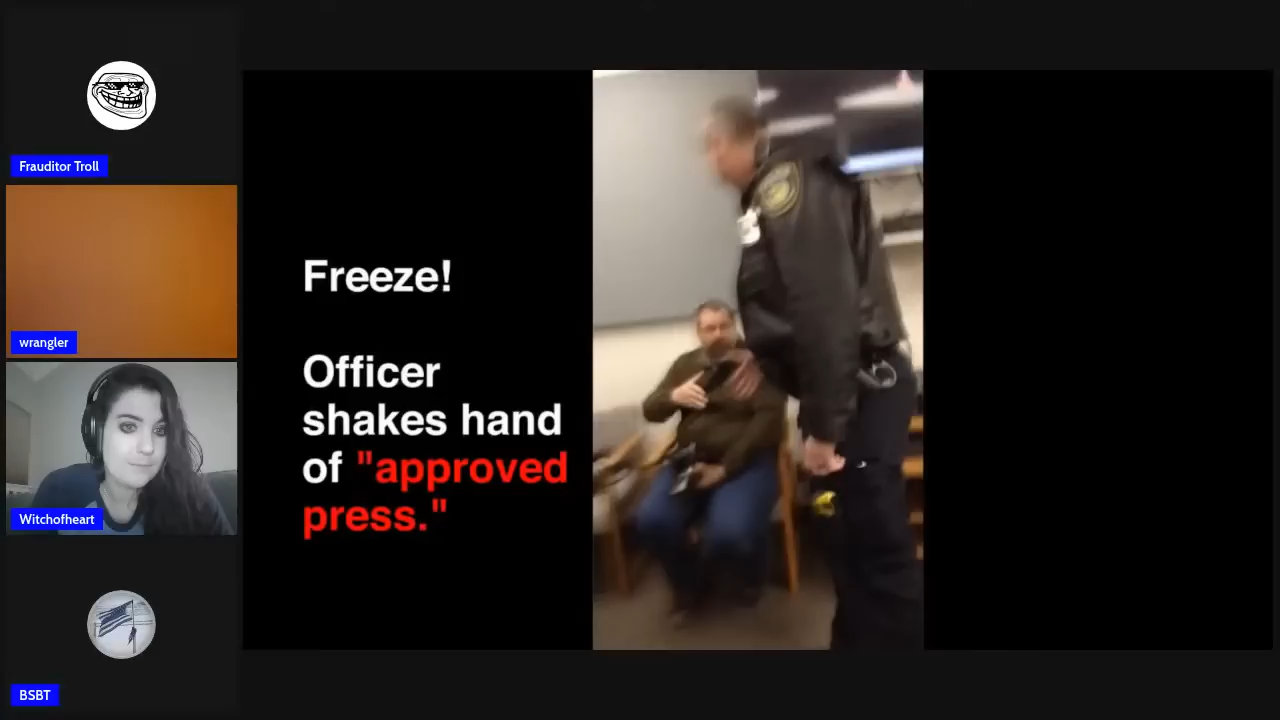 Frauditor Troll
wrangler
Witchofheart
BSBT
Freeze!
Officer
shakes hand
of "approved
press."